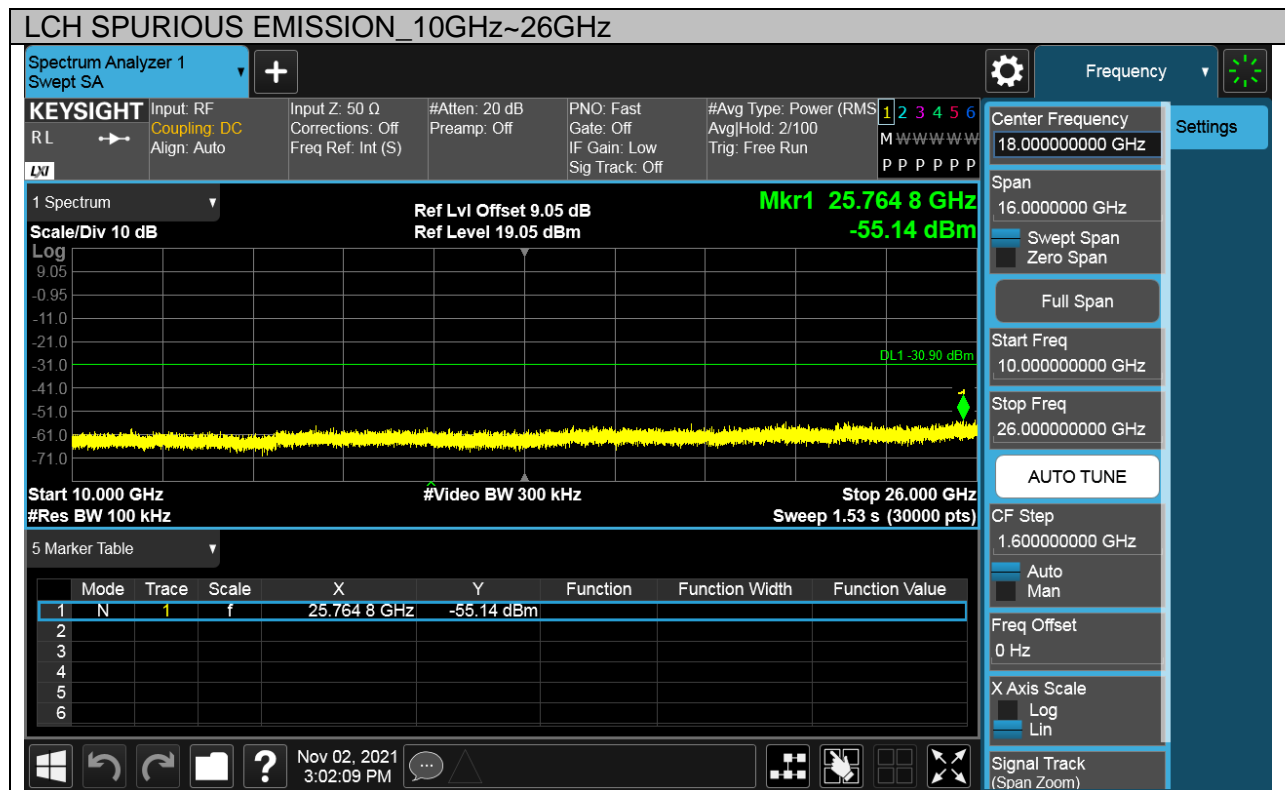 LCH SPURIOUS EMISSION_10GHz~26GHz
Spectrum Analyzer 1
Swept SA
+
Frequency
KEYSIGHT
RL
LXI
Input: RF
Coupling: DC
Align: Auto
Input Z: 50 Ω
Corrections: Off
Freq Ref: Int (S)
#Atten: 20 dB
Preamp: Off
PNO: Fast
Gate: Off
IF Gain: Low
Sig Track: Off
#Avg Type: Power (RMS
Avg|Hold: 2/100
Trig: Free Run
1 2 3 4 5 6
M W W W W W
P P P P P P
1 Spectrum
Scale/Div 10 dB
Ref Lvl Offset 9.05 dB
Ref Level 19.05 dBm
Mkr1 25.764 8 GHz
-55.14 dBm
Log
9.05
-0.95
-11.0
-21.0
-31.0
-41.0
-51.0
-61.0
-71.0
DL1 -30.90 dBm
1
Start 10.000 GHz
#Res BW 100 kHz
#Video BW 300 kHz
Stop 26.000 GHz
Sweep 1.53 s (30000 pts)
5 Marker Table
Mode Trace Scale X Y Function Function Width Function Value
1 N 1 f 25.764 8 GHz -55.14 dBm
2
3
4
5
6
Nov 02, 2021
3:02:09 PM
?
Center Frequency
18.000000000 GHz
Settings
Span
16.0000000 GHz
Swept Span
Zero Span
Full Span
Start Freq
10.000000000 GHz
Stop Freq
26.000000000 GHz
AUTO TUNE
CF Step
1.600000000 GHz
Auto
Man
Freq Offset
0 Hz
X Axis Scale
Log
Lin
Signal Track
(Span Zoom)